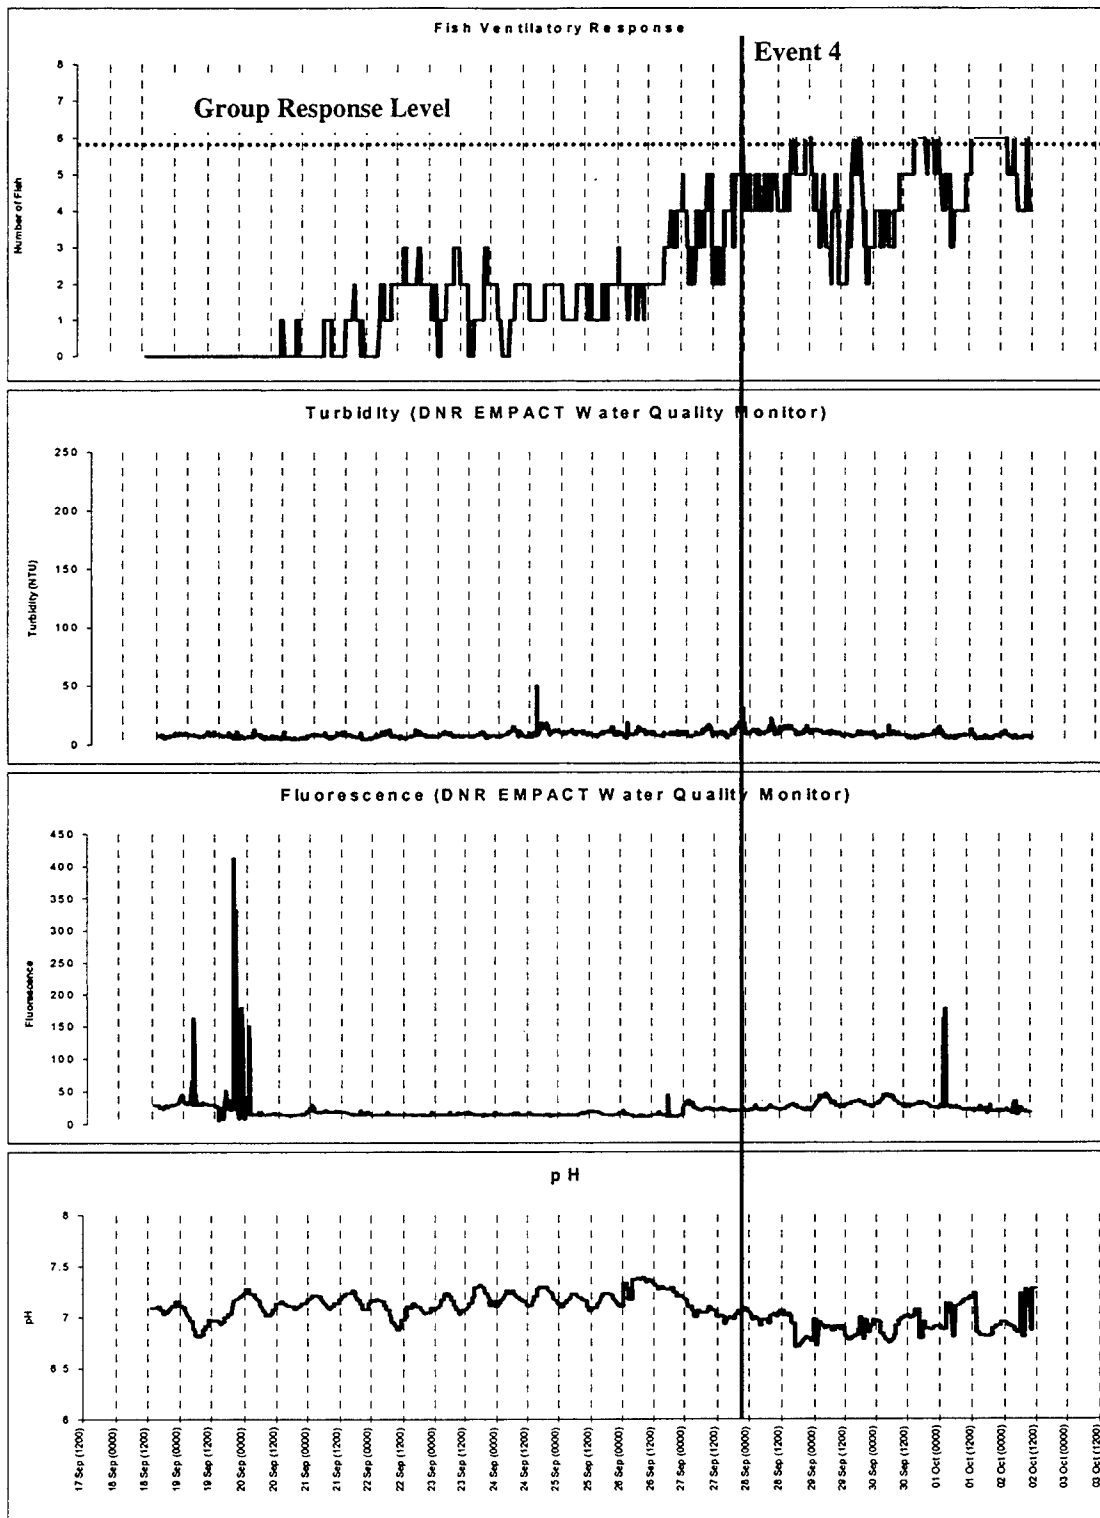 Fish Ventilatory Response
Event 4
Group Response Level
Number of Fish
8
7
6
5
4
3
2
1
0
Turbidity (DNR EMPACT Water Quality Monitor)
Turbidity (NTU)
250
200
150
100
50
0
Fluorescence (DNR EMPACT Water Quality Monitor)
Fluorescence
450
400
350
300
250
200
150
100
50
0
pH
pH
8
7.5
7
6.5
6
17 Sep (1200)
18 Sep (0000)
18 Sep (1200)
19 Sep (0000)
19 Sep (1200)
20 Sep (0000)
20 Sep (1200)
21 Sep (0000)
21 Sep (1200)
22 Sep (0000)
22 Sep (1200)
23 Sep (0000)
23 Sep (1200)
24 Sep (0000)
24 Sep (1200)
25 Sep (0000)
25 Sep (1200)
26 Sep (0000)
26 Sep (1200)
27 Sep (0000)
27 Sep (1200)
28 Sep (0000)
28 Sep (1200)
29 Sep (0000)
29 Sep (1200)
30 Sep (0000)
30 Sep (1200)
01 Oct (0000)
01 Oct (1200)
02 Oct (0000)
02 Oct (1200)
03 Oct (0000)
03 Oct (1200)